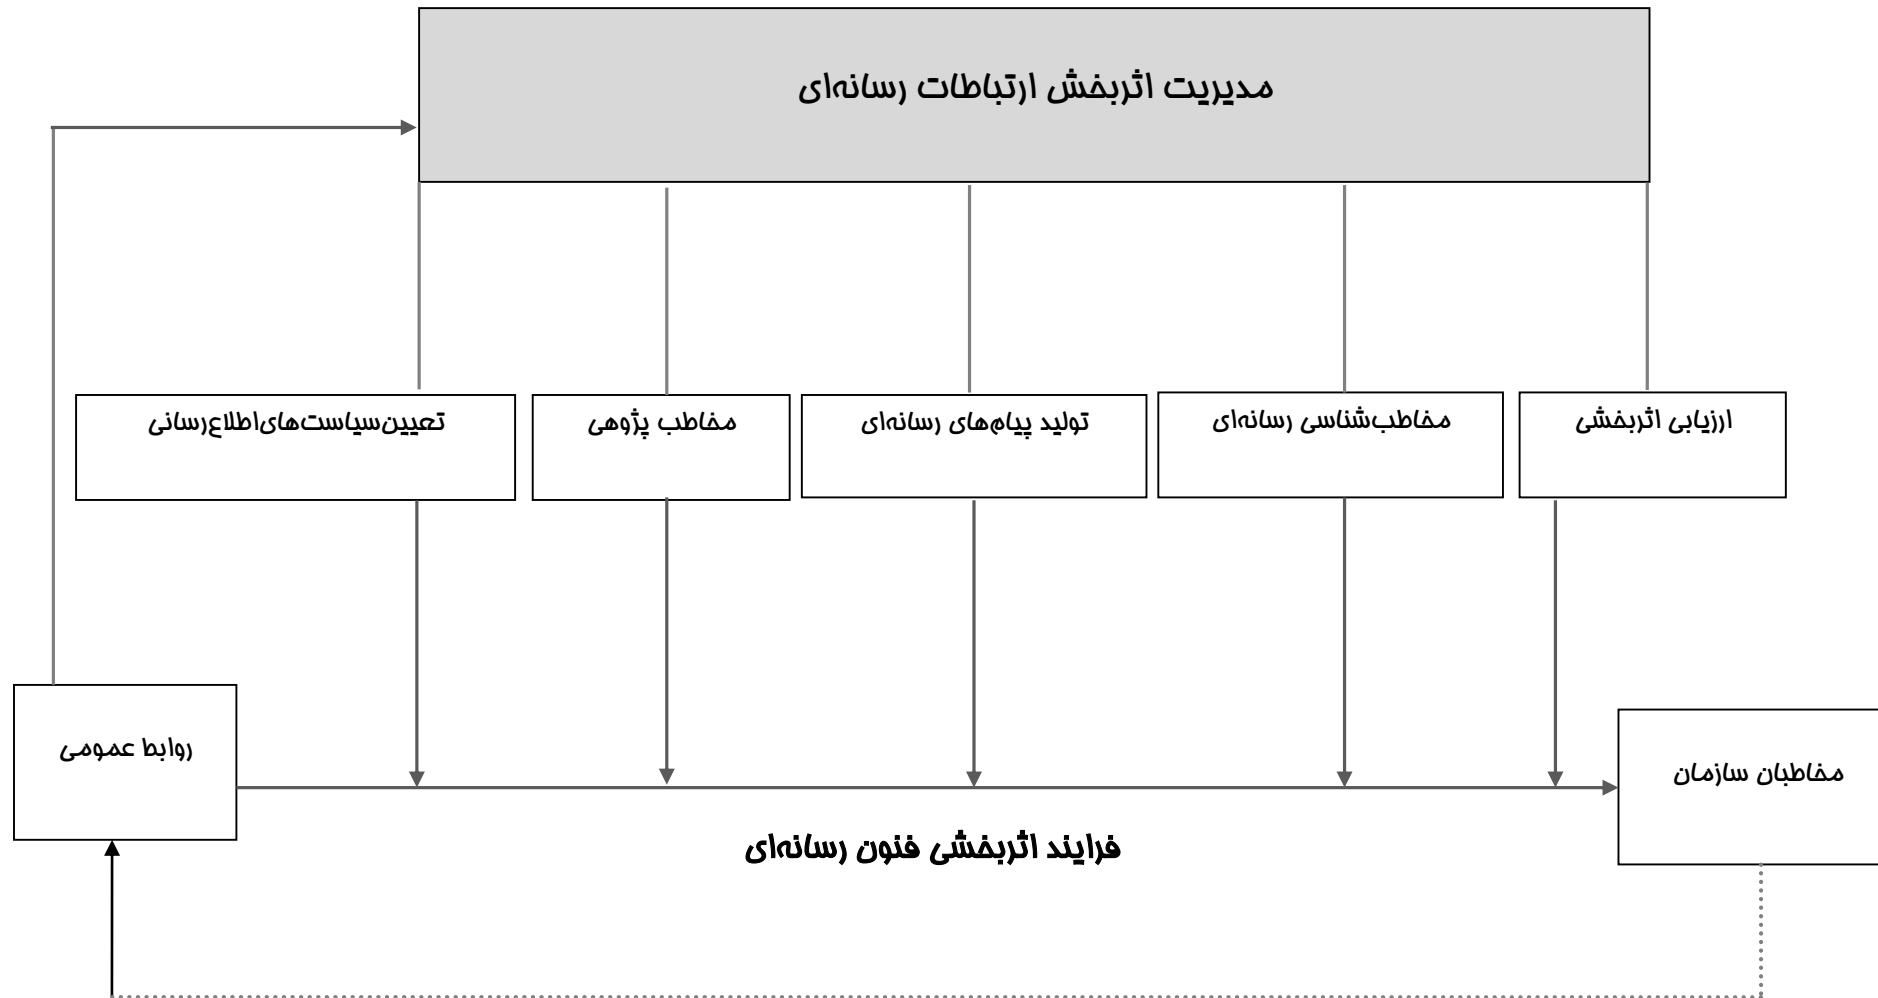 مدیریت اثربخش ارتباطات رسانه‌ای
ارزیابی اثربخشی
مخاطب‌شناسی رسانه‌ای
تولید پیام‌های رسانه‌ای
مخاطب پژوهی
تعیین‌سیاست‌های‌اطلاع‌رسانی
روابط عمومی
مخاطبان سازمان
فرایند اثربخشی فنون رسانه‌ای